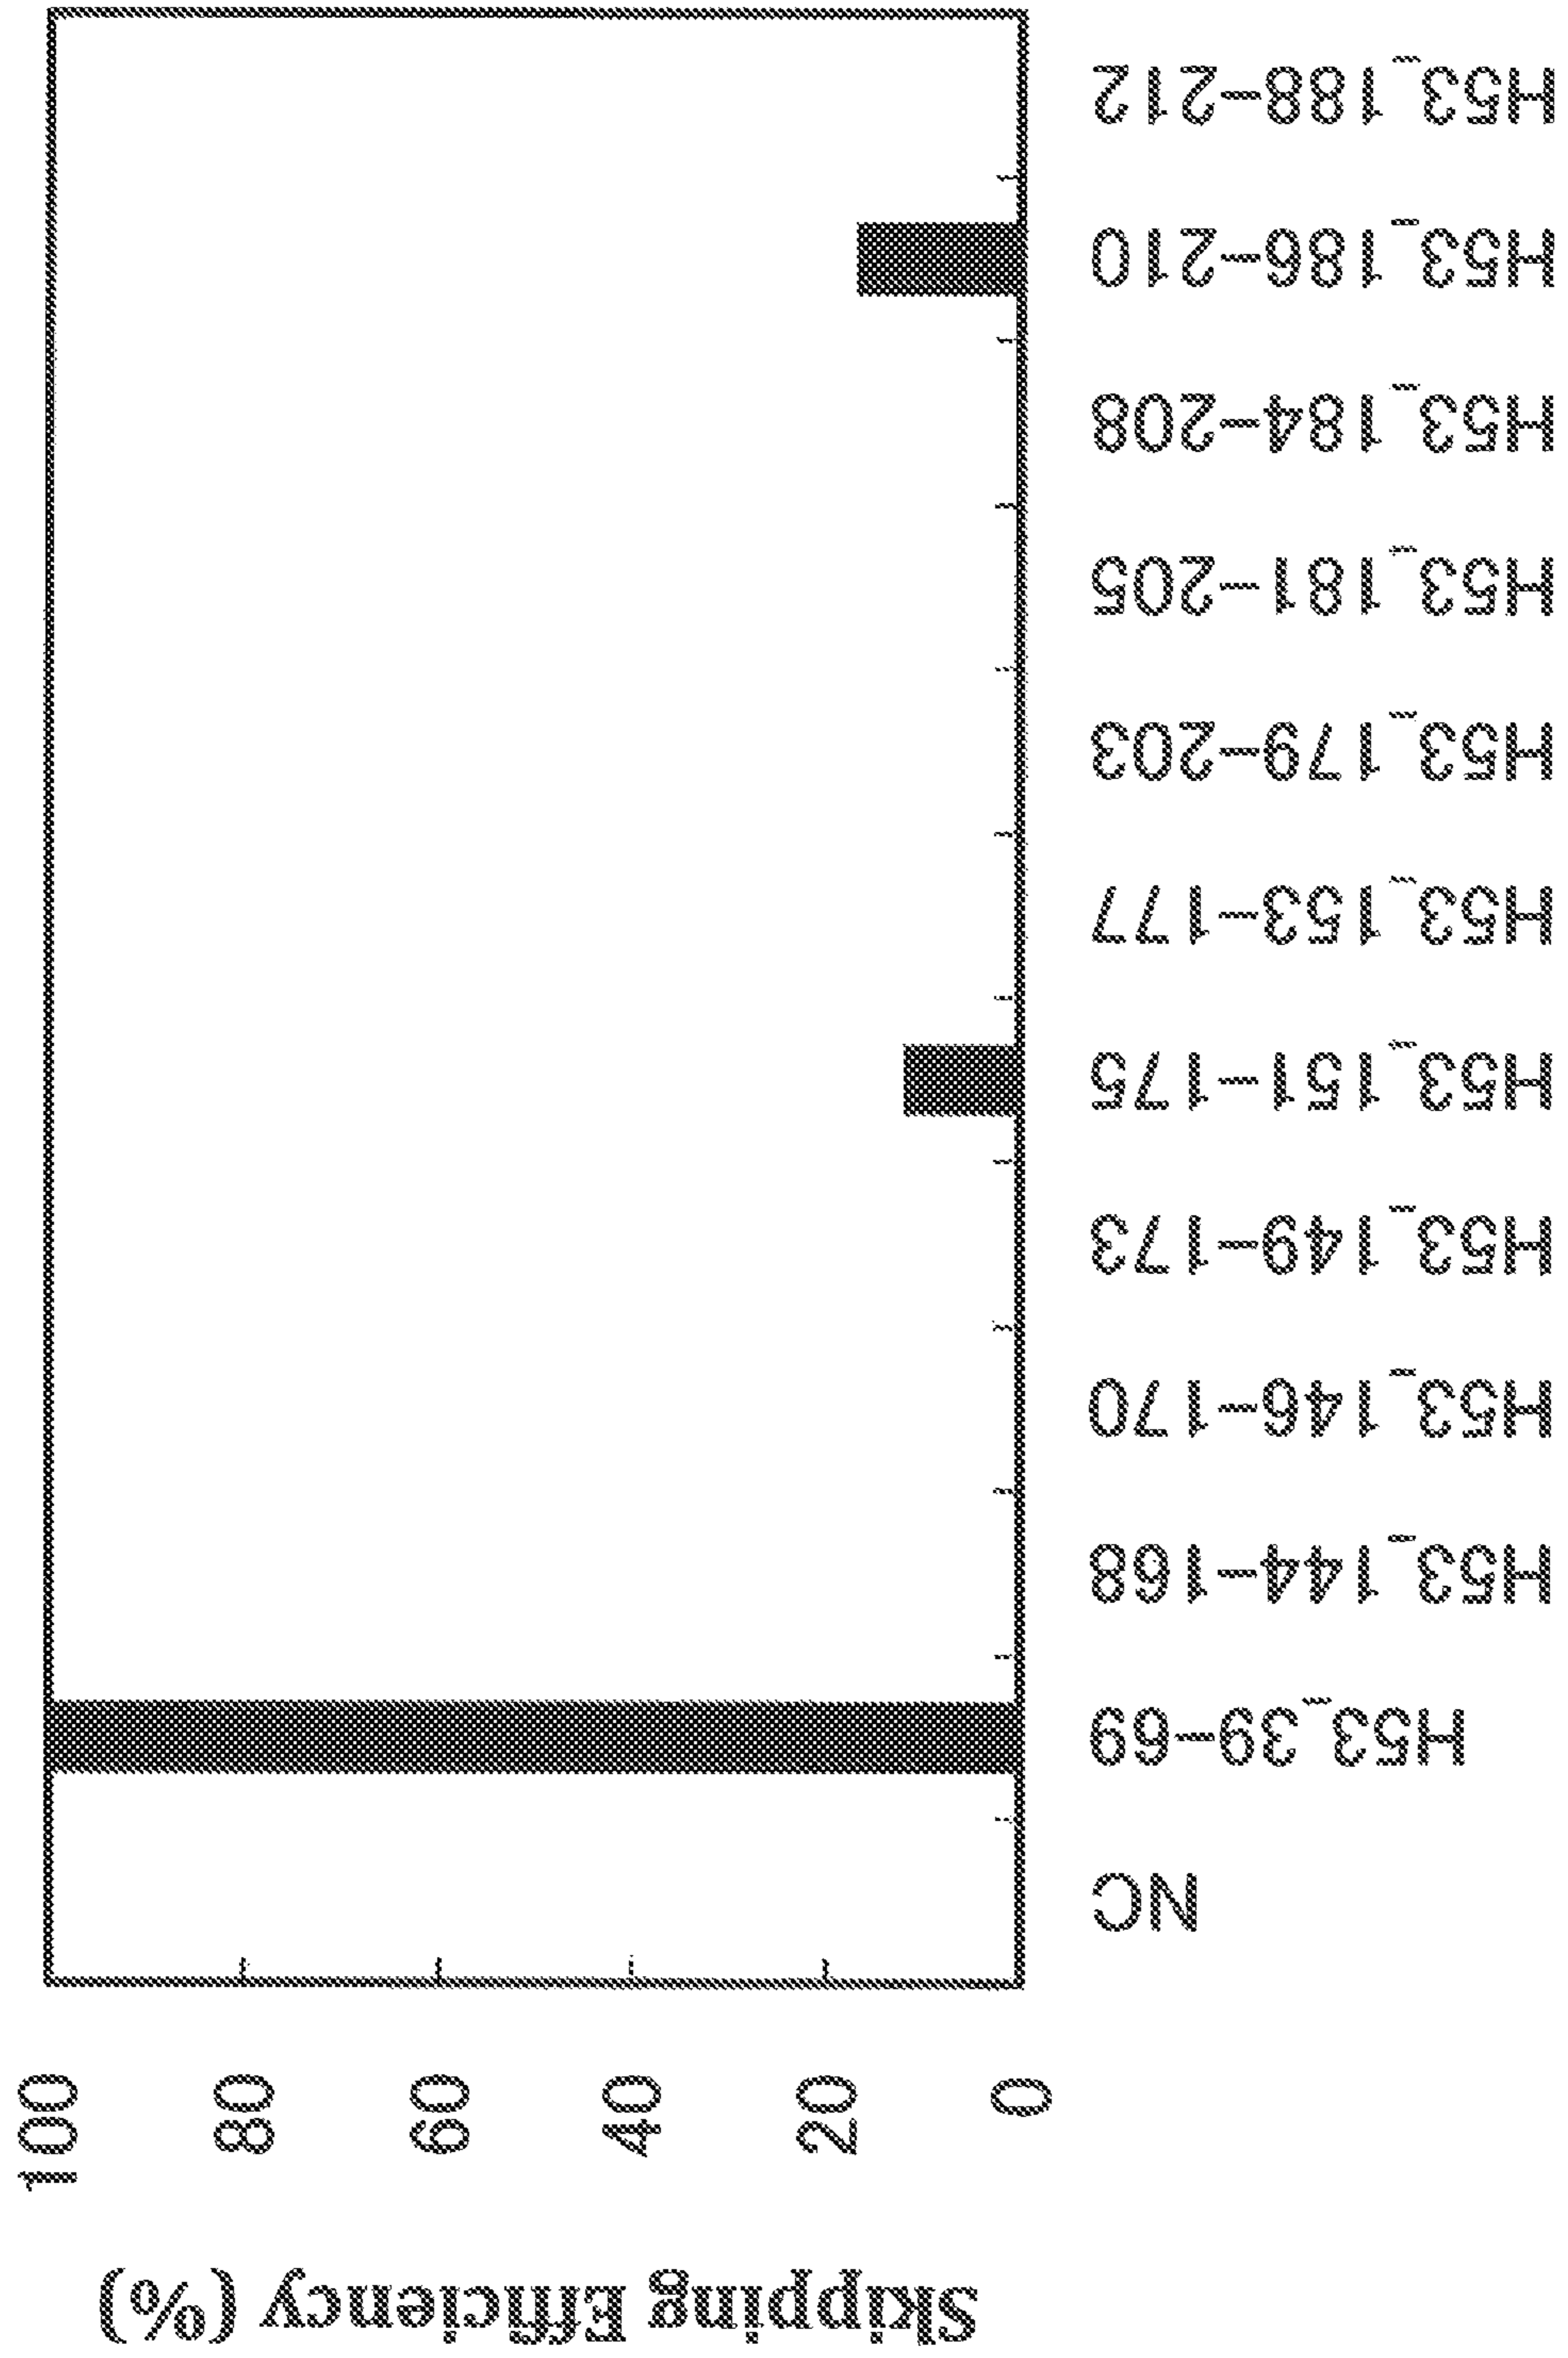 Skipping Efficiency (%)
100
80
60
40
20
0
NC
H53_39-69
H53_144-168
H53_146-170
H53_149-173
H53_151-175
H53_153-177
H53_179-203
H53_181-205
H53_184-208
H53_186-210
H53_188-212